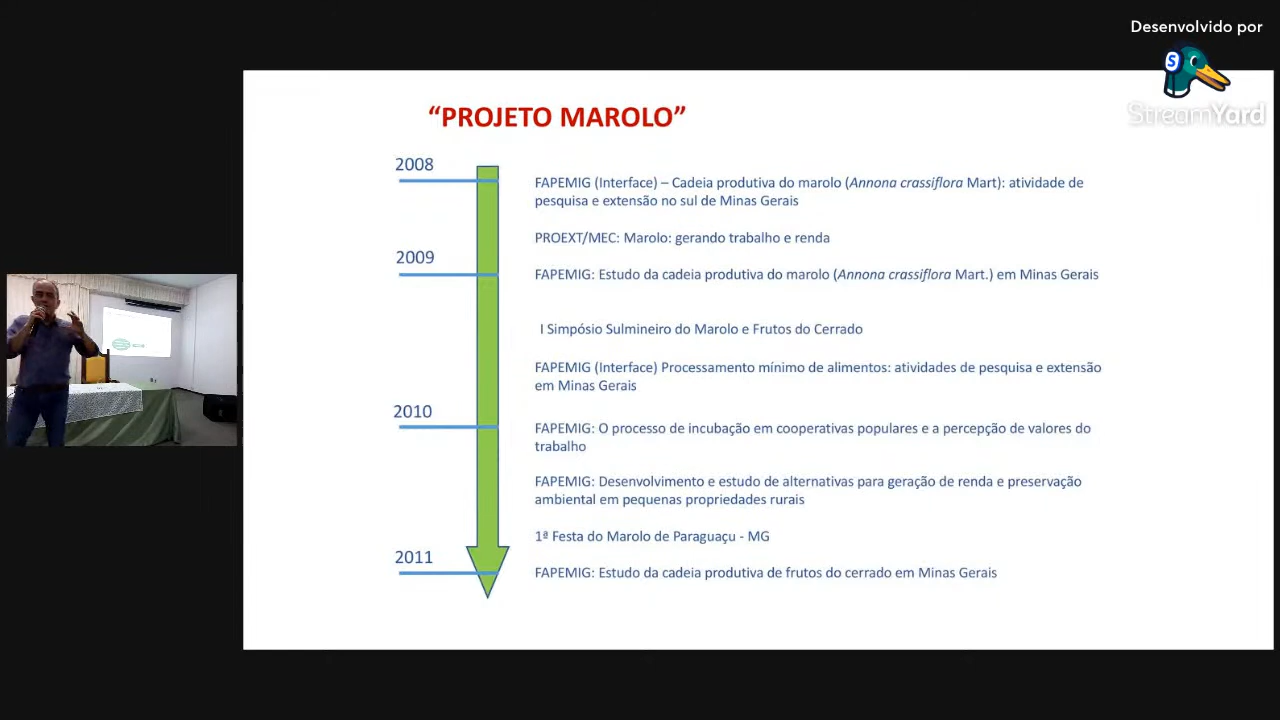 Desenvolvido por
S
StreamYard
“PROJETO MAROLO”
2008
FAPEMIG (Interface) – Cadeia produtiva do marolo (Annona crassiflora Mart): atividade de
pesquisa e extensão no sul de Minas Gerais
PROEXT/MEC: Marolo: gerando trabalho e renda
2009
FAPEMIG: Estudo da cadeia produtiva do marolo (Annona crassiflora Mart.) em Minas Gerais
I Simpósio Sulmineiro do Marolo e Frutos do Cerrado
FAPEMIG (Interface) Processamento mínimo de alimentos: atividades de pesquisa e extensão
em Minas Gerais
2010
FAPEMIG: O processo de incubação em cooperativas populares e a percepção de valores do
trabalho
FAPEMIG: Desenvolvimento e estudo de alternativas para geração de renda e preservação
ambiental em pequenas propriedades rurais
1ª Festa do Marolo de Paraguaçu - MG
2011
FAPEMIG: Estudo da cadeia produtiva de frutos do cerrado em Minas Gerais